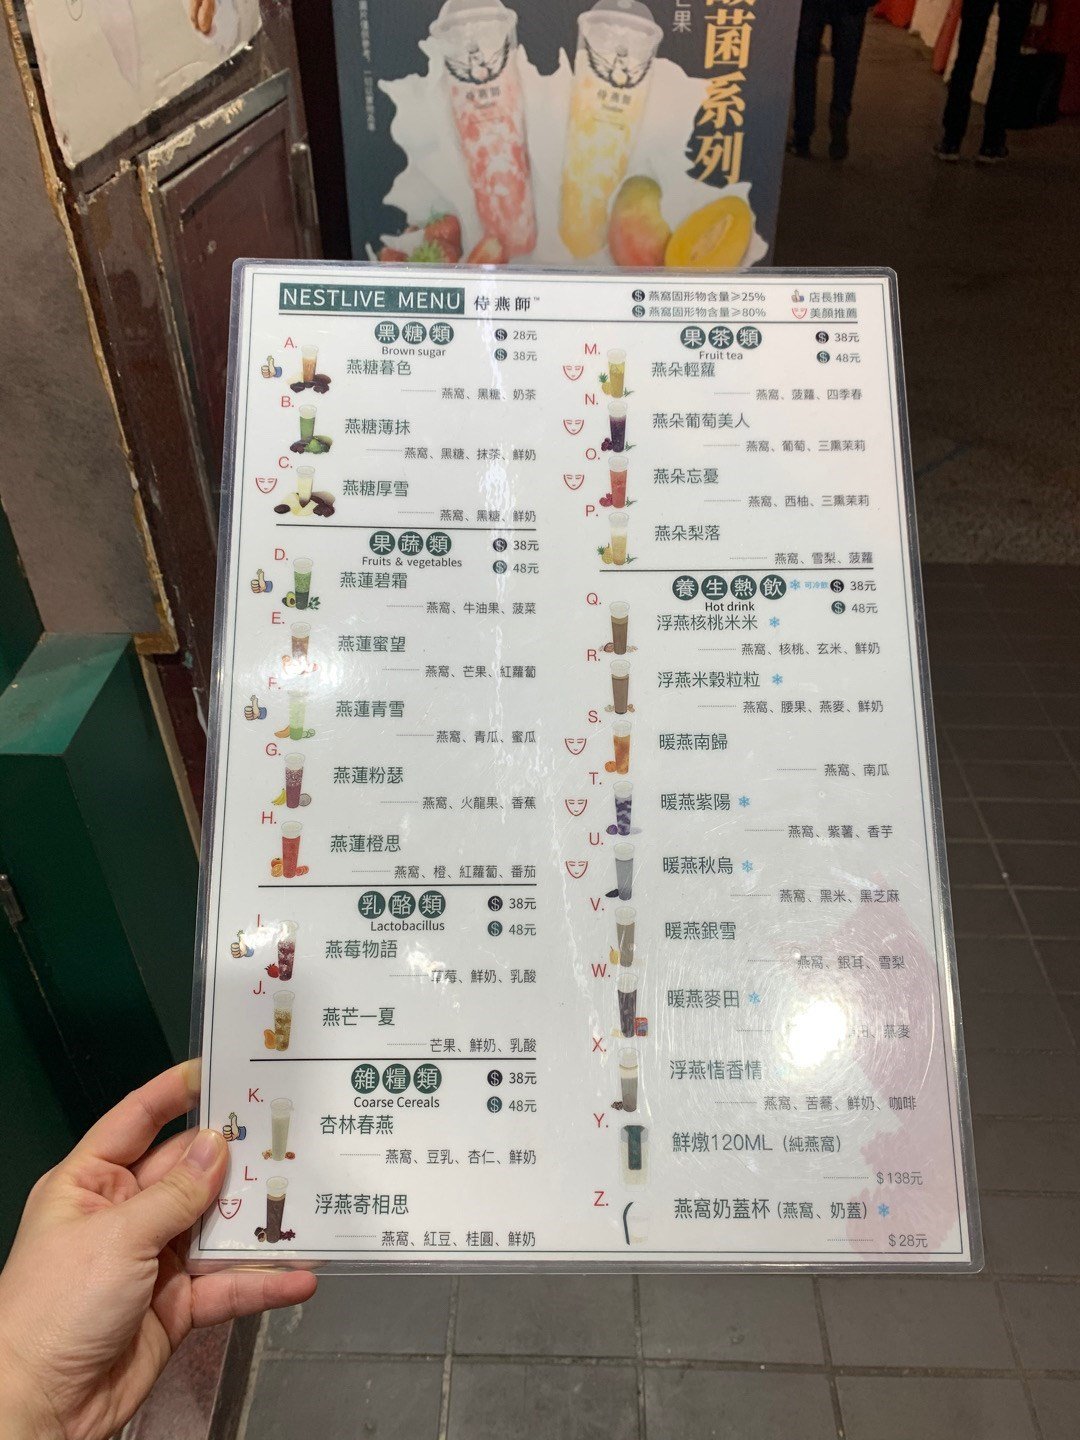 酸菌系列
芒果
侍燕師
侍燕師
NESTLIVE MENU 侍燕師™
$ 燕窩固形物含量≥25%
$ 燕窩固形物含量≥80%
店長推薦
美顏推薦
黑糖類
Brown sugar
$ 28元
$ 38元
A.
燕糖暮色
燕窩、黑糖、奶茶
B.
燕糖薄抹
燕窩、黑糖、抹茶、鮮奶
C.
燕糖厚雪
燕窩、黑糖、鮮奶
果蔬類
Fruits & vegetables
$ 38元
$ 48元
D.
燕蓮碧霜
燕窩、牛油果、菠菜
E.
燕蓮蜜望
燕窩、芒果、紅蘿蔔
F.
燕蓮青雪
燕窩、青瓜、蜜瓜
G.
燕蓮粉瑟
燕窩、火龍果、香蕉
H.
燕蓮橙思
燕窩、橙、紅蘿蔔、番茄
乳酪類
Lactobacillus
$ 38元
$ 48元
I.
燕莓物語
草莓、鮮奶、乳酸
J.
燕芒一夏
芒果、鮮奶、乳酸
雜糧類
Coarse Cereals
$ 38元
$ 48元
K.
杏林春燕
燕窩、豆乳、杏仁、鮮奶
L.
浮燕寄相思
燕窩、紅豆、桂圓、鮮奶
果茶類
Fruit tea
$ 38元
$ 48元
M.
燕朵輕蘿
燕窩、菠蘿、四季春
N.
燕朵葡萄美人
燕窩、葡萄、三熏茉莉
O.
燕朵忘憂
燕窩、西柚、三熏茉莉
P.
燕朵梨落
燕窩、雪梨、菠蘿
養生熱飲
Hot drink
可冷飲
$ 38元
$ 48元
Q.
浮燕核桃米米
燕窩、核桃、玄米、鮮奶
R.
浮燕米穀粒粒
燕窩、腰果、燕麥、鮮奶
S.
暖燕南歸
燕窩、南瓜
T.
暖燕紫陽
燕窩、紫薯、香芋
U.
暖燕秋烏
燕窩、黑米、黑芝麻
V.
暖燕銀雪
燕窩、銀耳、雪梨
W.
暖燕麥田
燕麥
X.
浮燕惜香情
燕窩、苦蕎、鮮奶、咖啡
Y.
鮮燉120ML (純燕窩)
$138元
Z.
燕窩奶蓋杯 (燕窩、奶蓋)
$28元